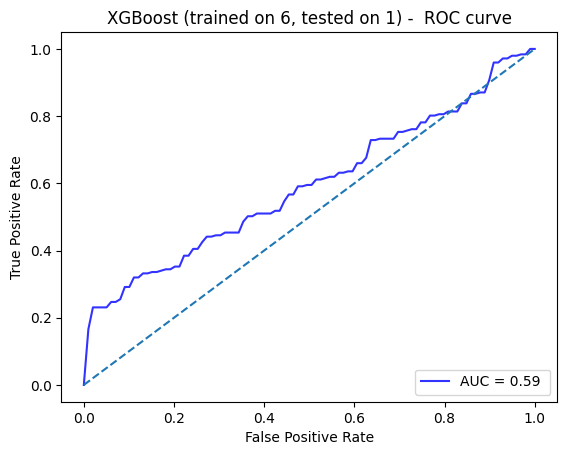 XGBoost (trained on 6, tested on 1) -  ROC curve
True Positive Rate
1.0
0.8
0.6
0.4
0.2
0.0
AUC = 0.59
0.0 0.2 0.4 0.6 0.8 1.0
False Positive Rate